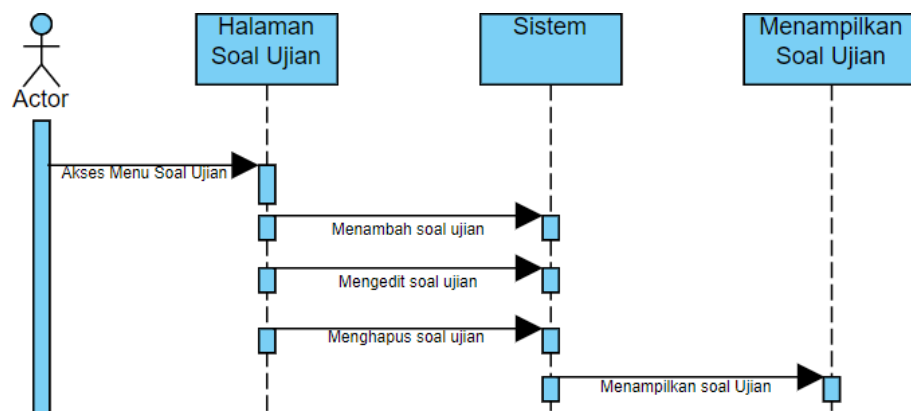 Halaman
Soal Ujian
Sistem
Menampilkan
Soal Ujian
Actor
Akses Menu Soal Ujian
Menambah soal ujian
Mengedit soal ujian
Menghapus soal ujian
Menampilkan soal Ujian